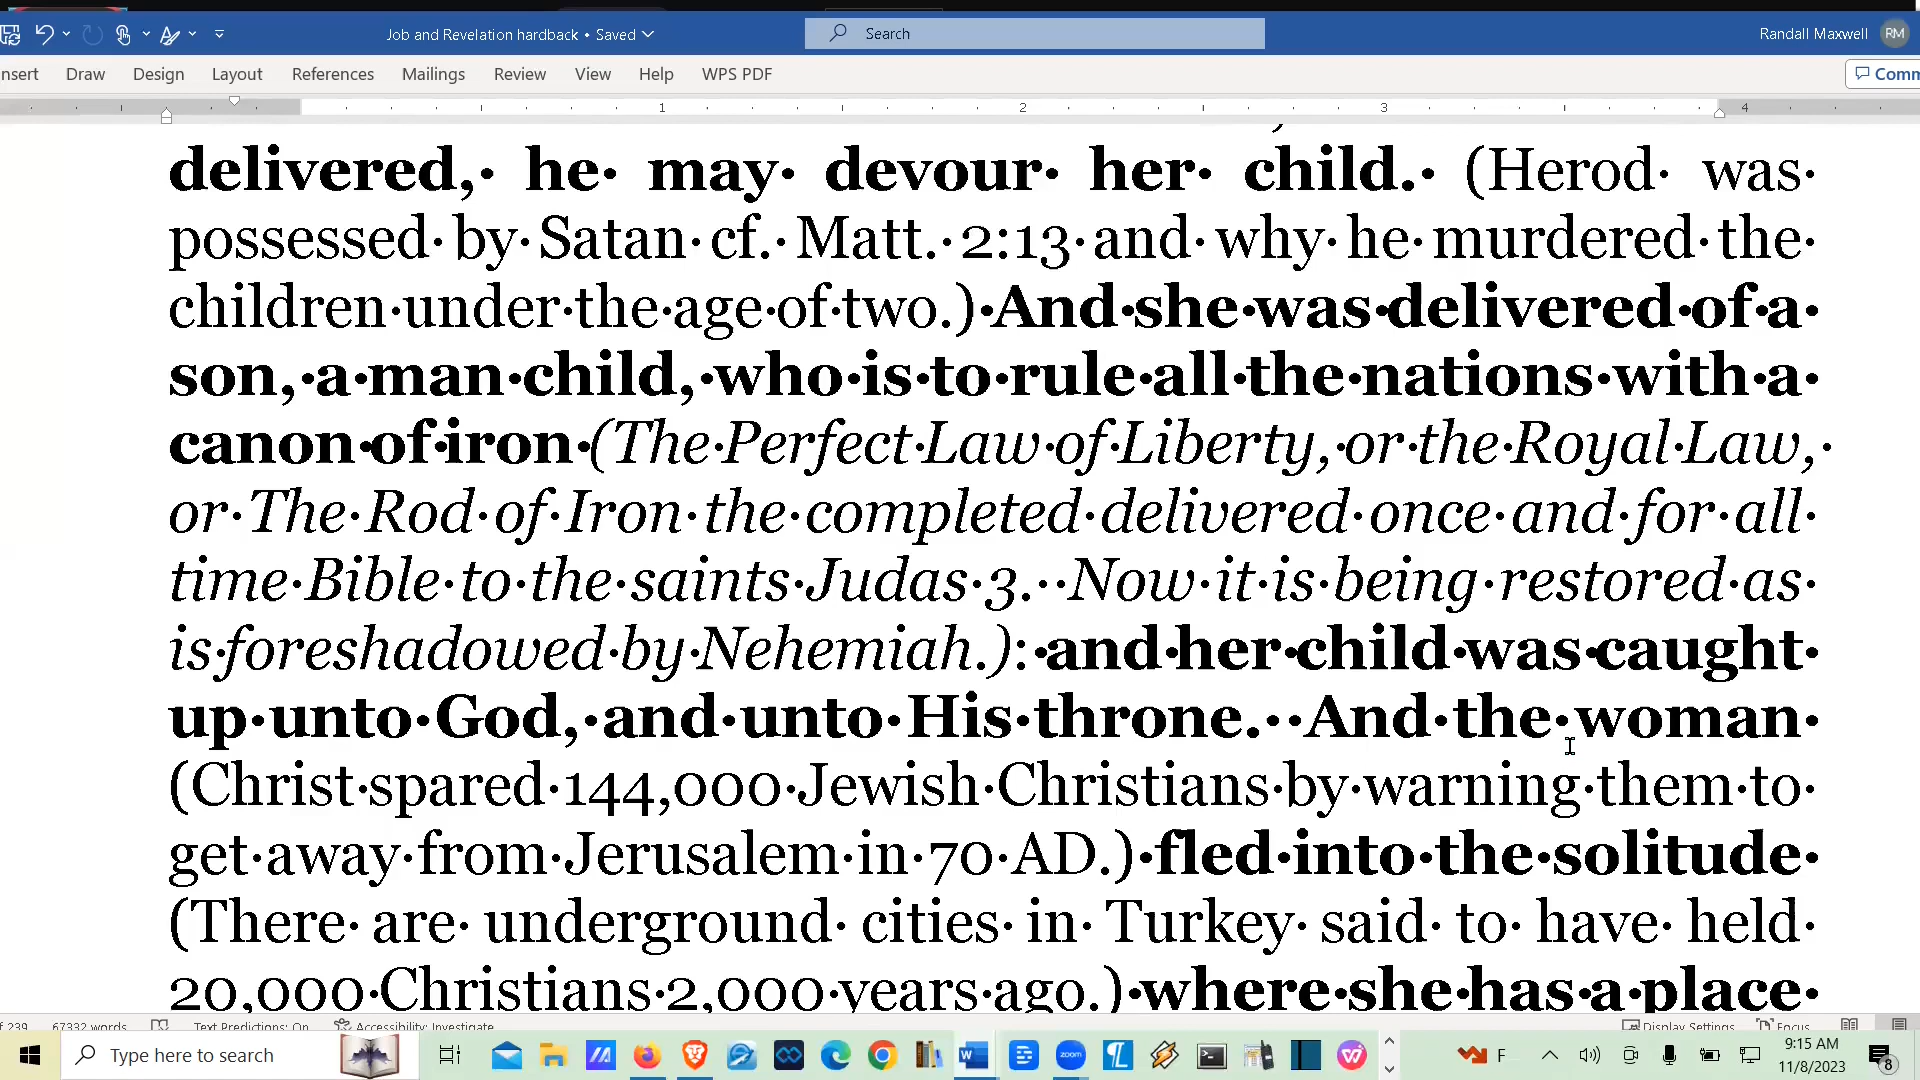 Job and Revelation hardback • Saved
Search
Randall Maxwell RM
nsert Draw Design Layout References Mailings Review View Help WPS PDF Comm
1 2 3 4
delivered, he may devour her child. (Herod was
possessed by Satan cf. Matt. 2:13 and why he murdered the
children under the age of two.) And she was delivered of a
son, a man child, who is to rule all the nations with a
canon of iron (The Perfect Law of Liberty, or the Royal Law,
or The Rod of Iron the completed delivered once and for all
time Bible to the saints Judas 3. Now it is being restored as
is foreshadowed by Nehemiah.): and her child was caught
up unto God, and unto His throne. And the woman
(Christ spared 144,000 Jewish Christians by warning them to
get away from Jerusalem in 70 AD.) fled into the solitude
(There are underground cities in Turkey said to have held
20,000 Christians 2,000 years ago.) where she has a place
f 239 67332 words Text Predictions: On Accessibility: Investigate Display Settings Focus
Type here to search
zoom
F
9:15 AM
11/8/2023
8